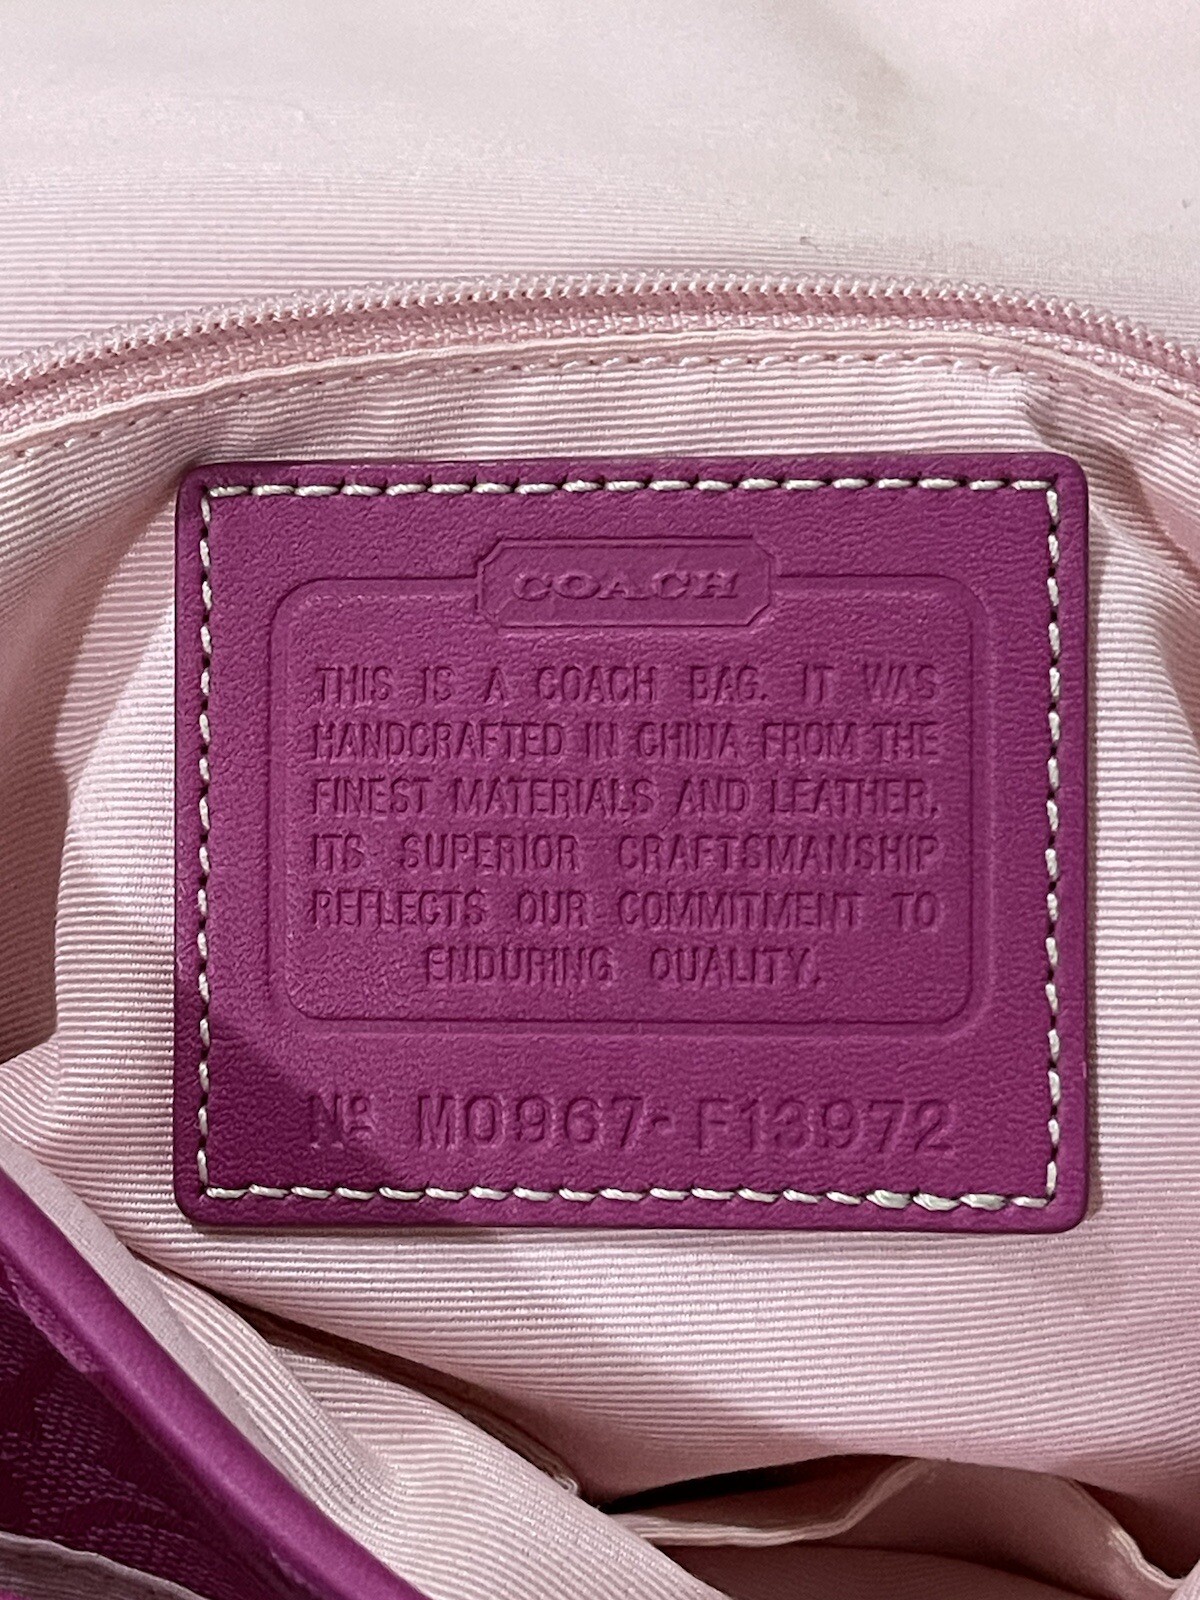 COACH
THIS IS A COACH BAG. IT WAS
HANDCRAFTED IN CHINA FROM THE
FINEST MATERIALS AND LEATHER.
ITS SUPERIOR CRAFTSMANSHIP
REFLECTS OUR COMMITMENT TO
ENDURING QUALITY.
Nº M0967-F13972